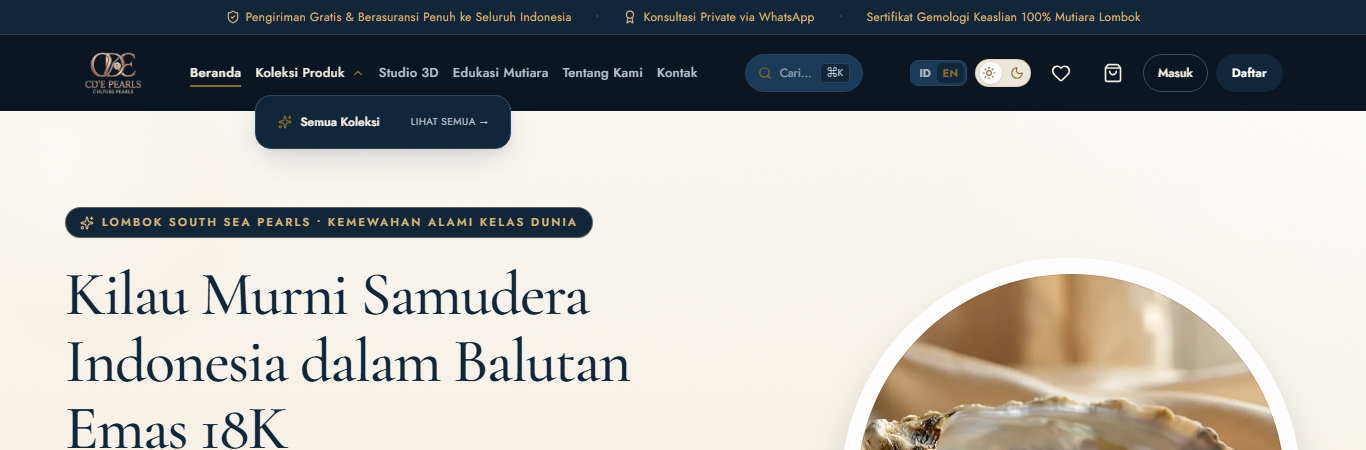 Pengiriman Gratis & Berasuransi Penuh ke Seluruh Indonesia · Konsultasi Private via WhatsApp · Sertifikat Gemologi Keaslian 100% Mutiara Lombok
CD'E PEARLS
CULTURE PEARLS
Beranda Koleksi Produk Studio 3D Edukasi Mutiara Tentang Kami Kontak Cari... ⌘K ID EN Masuk Daftar
Semua Koleksi LIHAT SEMUA →
LOMBOK SOUTH SEA PEARLS · KEMEWAHAN ALAMI KELAS DUNIA
Kilau Murni Samudera
Indonesia dalam Balutan
Emas 18K